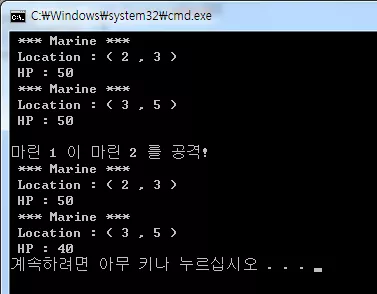 C:\Windows\system32\cmd.exe
*** Marine ***
Location : ( 2 , 3 )
HP : 50
*** Marine ***
Location : ( 3 , 5 )
HP : 50
마린 1 이 마린 2 를 공격!
*** Marine ***
Location : ( 2 , 3 )
HP : 50
*** Marine ***
Location : ( 3 , 5 )
HP : 40
계속하려면 아무 키나 누르십시오 . . .